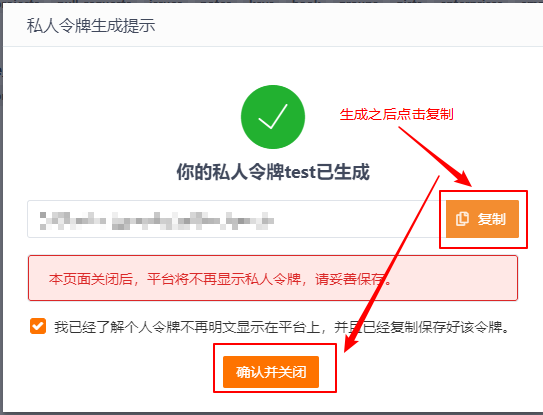 私人令牌生成提示
生成之后点击复制
你的私人令牌test已生成
复制
本页面关闭后，平台将不再显示私人令牌，请妥善保存。
我已经了解个人令牌不再明文显示在平台上，并且已经复制保存好该令牌。
确认并关闭